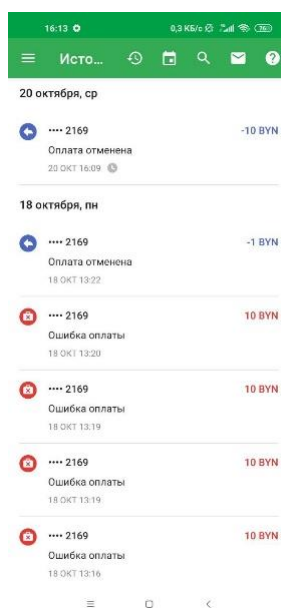 16:13 0,3 КБ/с
Исто...
20 октября, ср
•••• 2169 -10 BYN
Оплата отменена
20 ОКТ 16:09
18 октября, пн
•••• 2169 -1 BYN
Оплата отменена
18 ОКТ 13:22
•••• 2169 10 BYN
Ошибка оплаты
18 ОКТ 13:20
•••• 2169 10 BYN
Ошибка оплаты
18 ОКТ 13:19
•••• 2169 10 BYN
Ошибка оплаты
18 ОКТ 13:19
•••• 2169 10 BYN
Ошибка оплаты
18 ОКТ 13:16